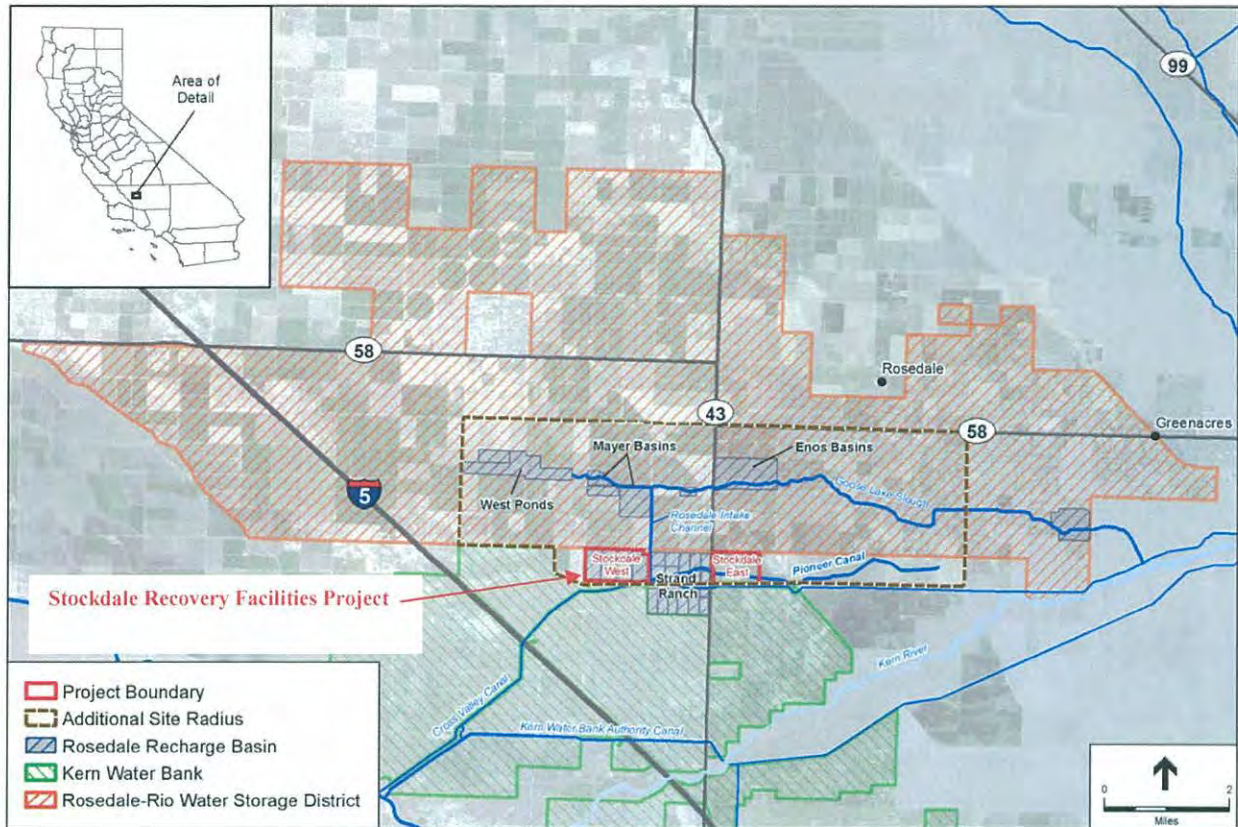 Area of
Detail
99
58
Rosedale
43
58
Greenacres
Mayer Basins
Enos Basins
5
West Ponds
Goose Lake Slough
Rosedale Intake
Channel
Stockdale
West
Stockdale
East
Pioneer Canal
Strand
Ranch
Stockdale Recovery Facilities Project
Kern River
Cross Valley Canal
Kern Water Bank Authority Canal
Project Boundary
Additional Site Radius
Rosedale Recharge Basin
Kern Water Bank
Rosedale-Rio Water Storage District
0 2
Miles